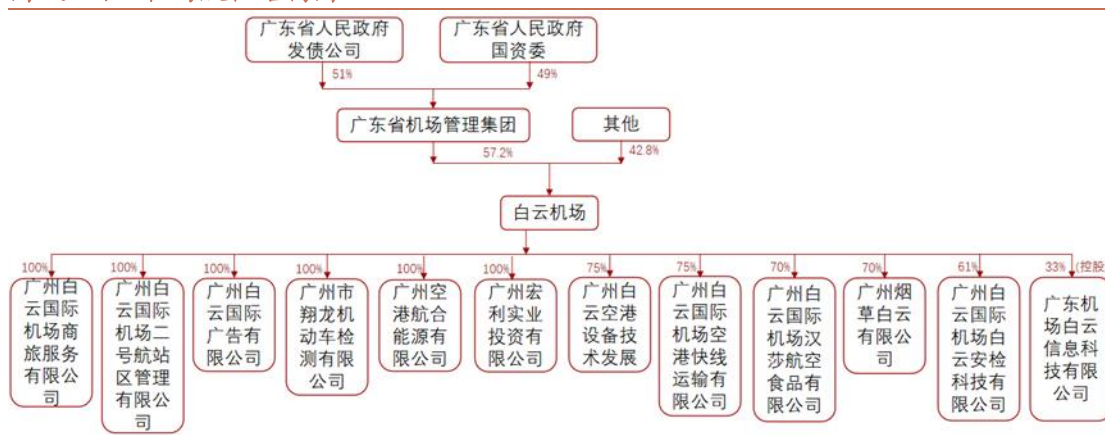 广东省人民政府
发债公司
广东省人民政府
国资委
51%
49%
广东省机场管理集团
其他
57.2%
42.8%
白云机场
100%
100%
100%
100%
100%
100%
75%
75%
70%
70%
61%
33% (控股
广州白
云国际
机场商
旅服务
有限公
司
广州白
云国际
机场二
号航站
区管理
有限公
司
广州白
云国际
广告有
限公司
广州市
翔龙机
动车检
测有限
公司
广州空
港航合
能源有
限公司
广州宏
利实业
投资有
限公司
广州白
云空港
设备技
术发展
广州白
云国际
机场空
港快线
运输有
限公司
广州白
云国际
机场汉
莎航空
食品有
限公司
广州烟
草白云
有限公
司
广州白
云国际
机场白
云安检
科技有
限公司
广东机
场白云
信息科
技有限
公司